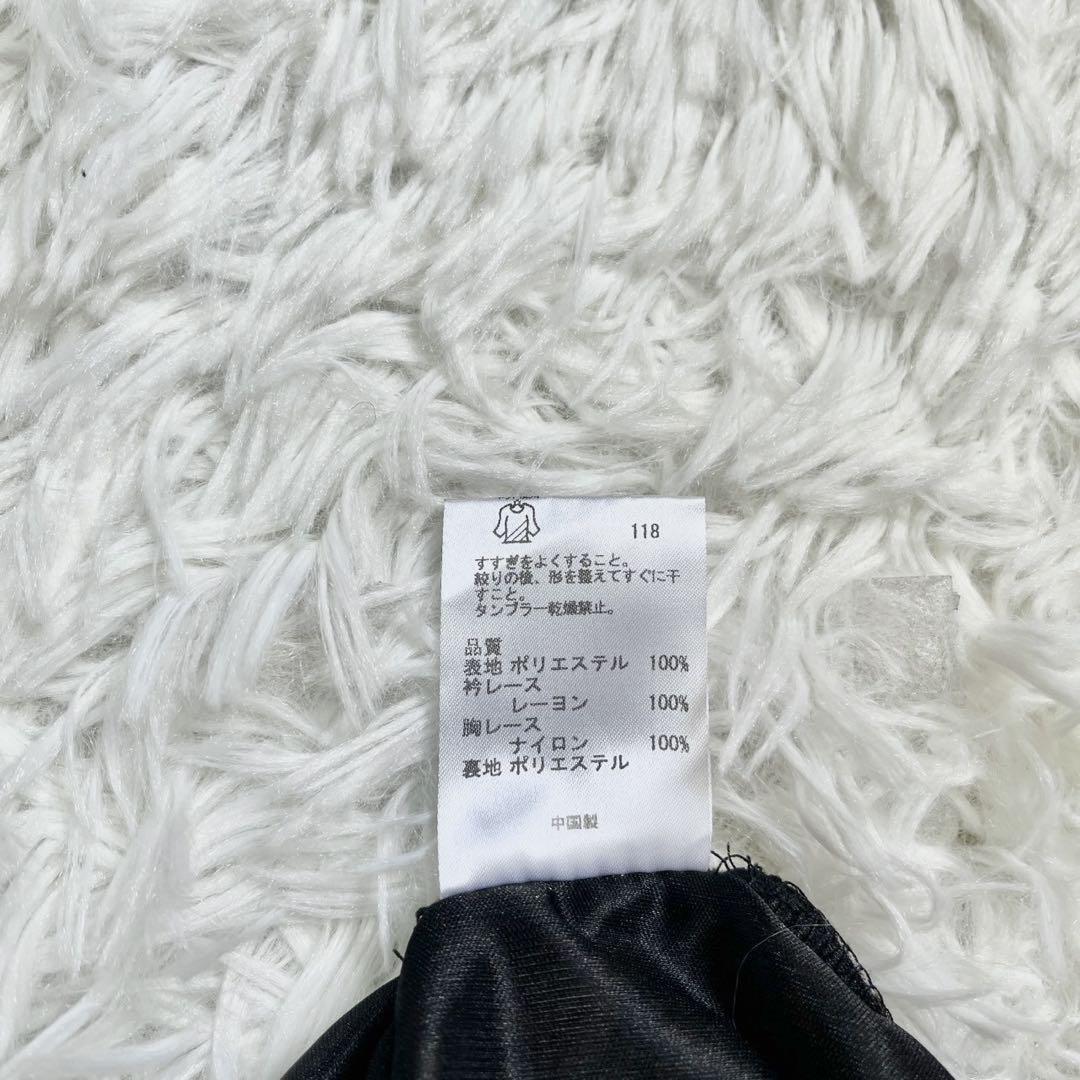 118
すすぎをよくすること。
絞りの後、形を整えてすぐに干
すこと。
タンブラー乾燥禁止。
品質
表地 ポリエステル 100%
衿レース
レーヨン 100%
胸レース
ナイロン 100%
裏地 ポリエステル
中国製